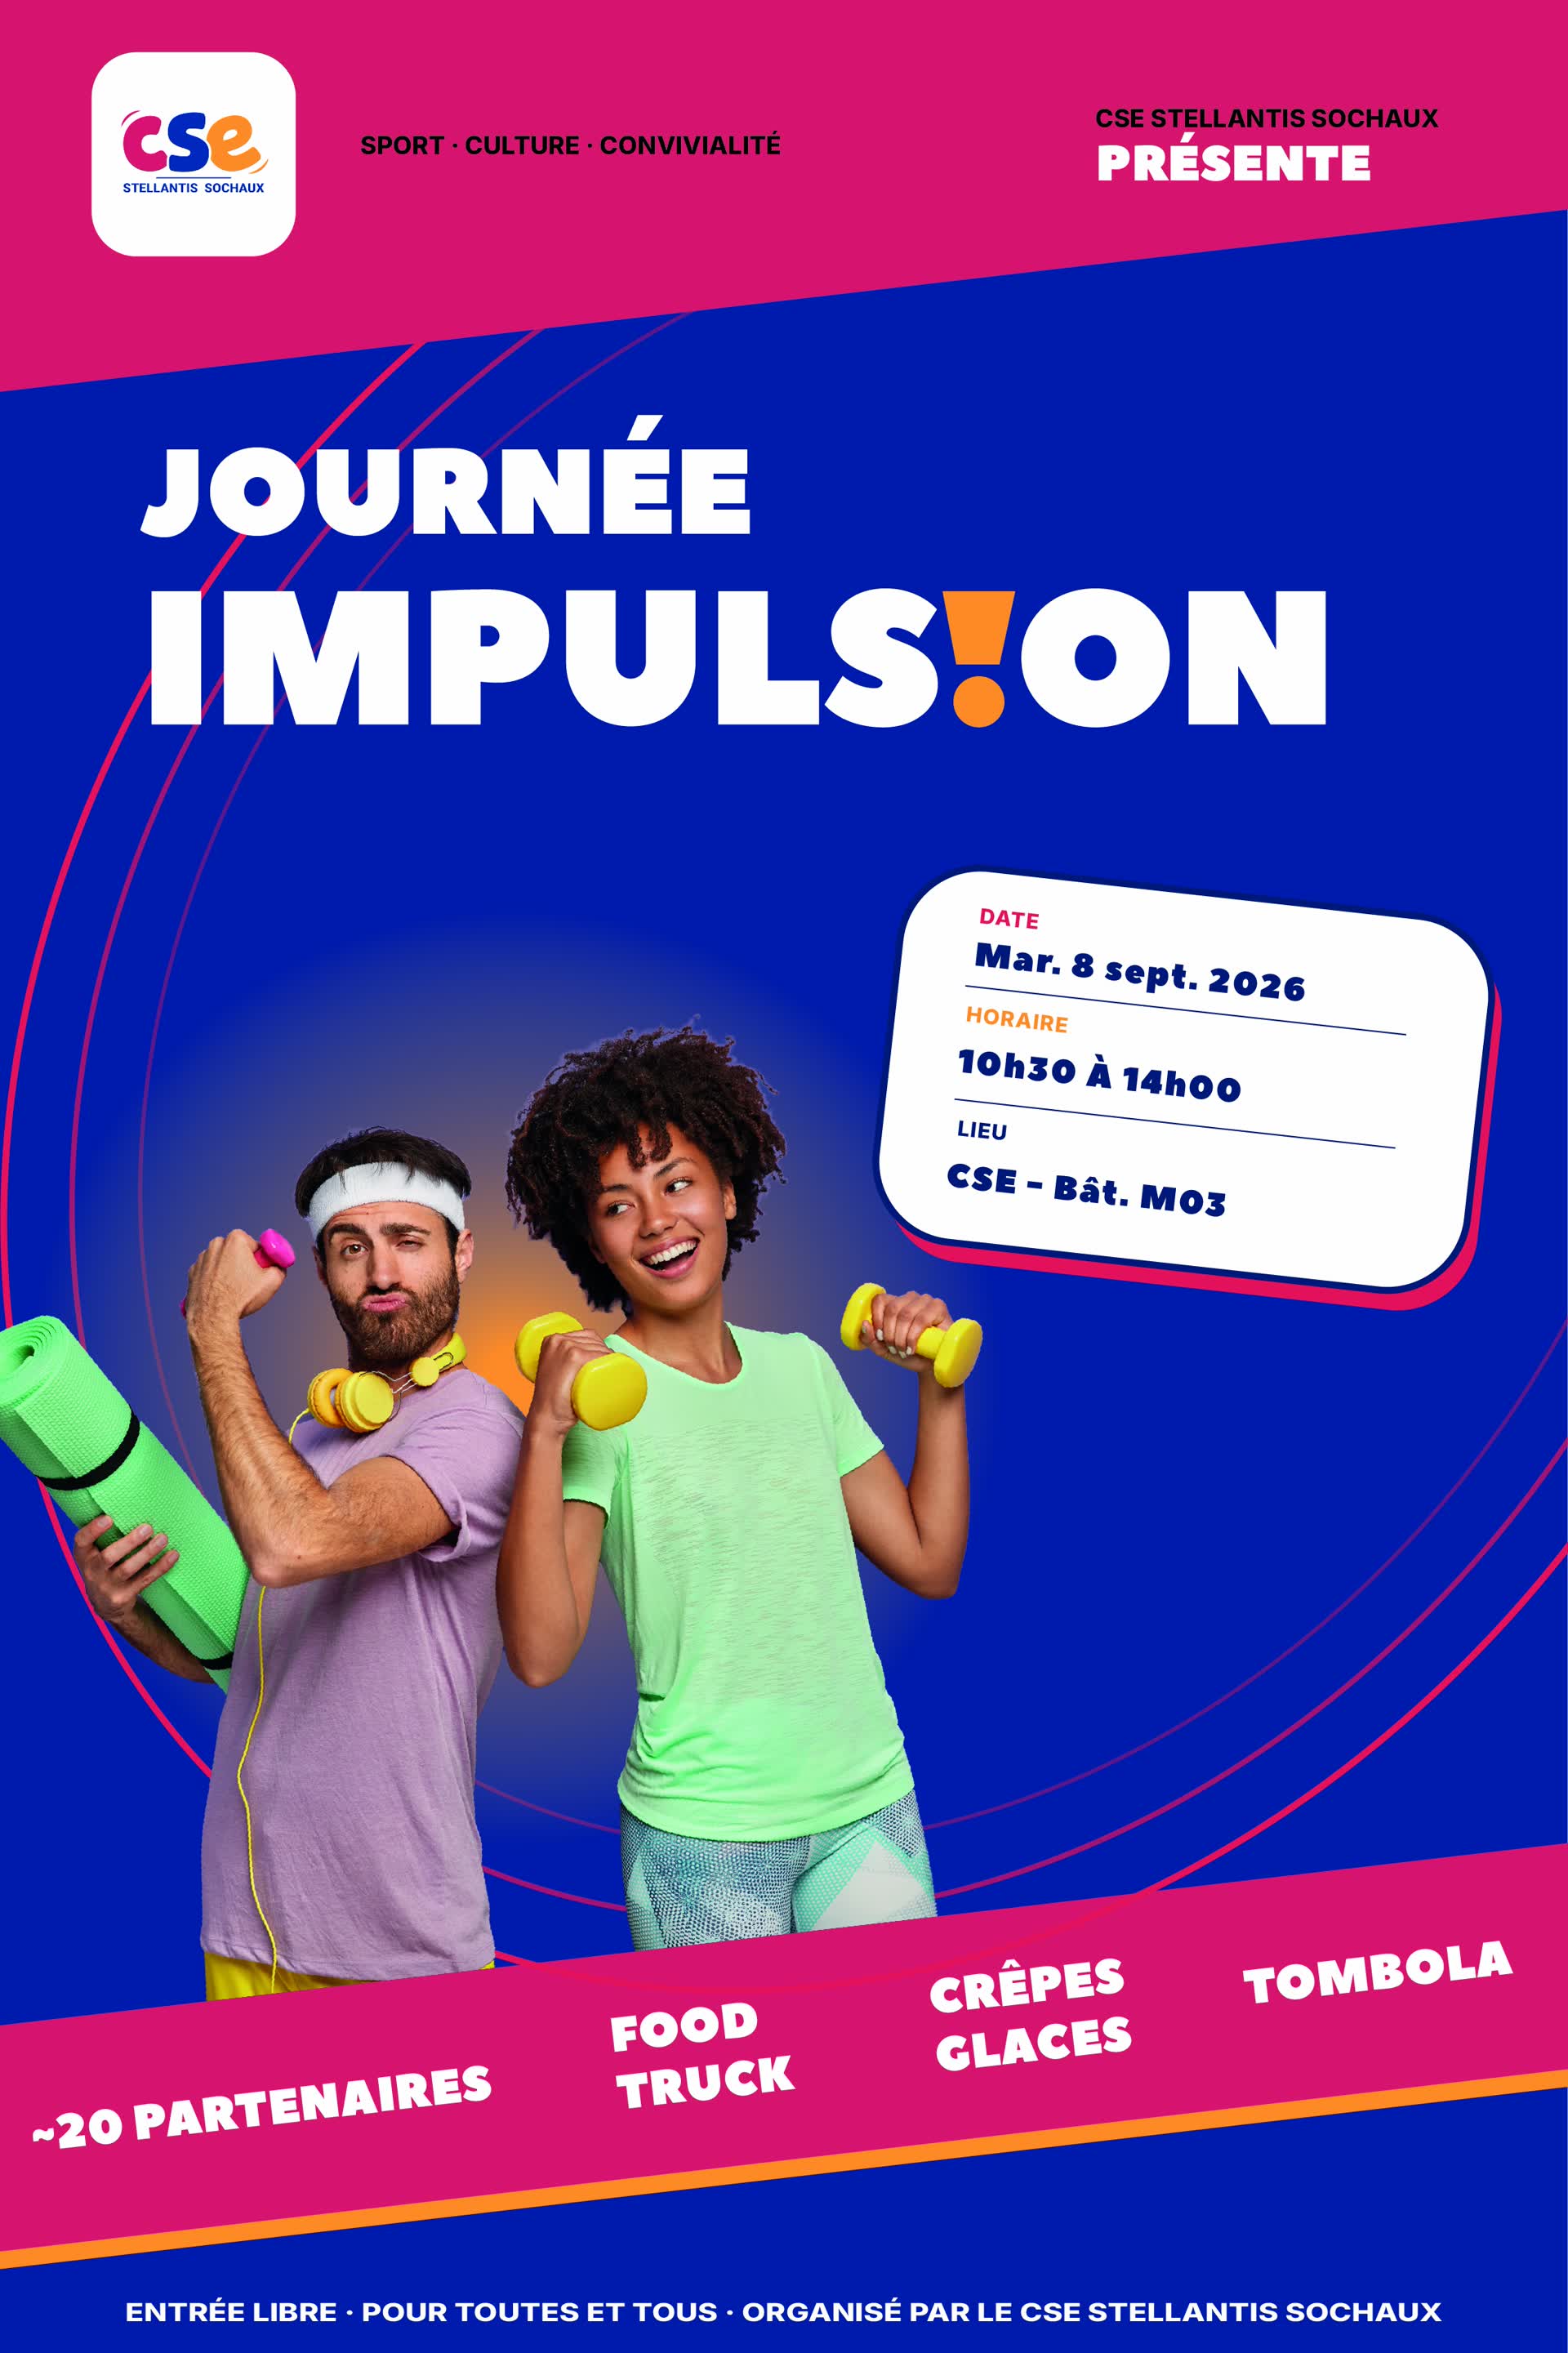 cse
STELLANTIS SOCHAUX
SPORT · CULTURE · CONVIVIALITÉ
CSE STELLANTIS SOCHAUX
PRÉSENTE
JOURNÉE
IMPULS!ON
DATE
Mar. 8 sept. 2026
HORAIRE
10h30 À 14h00
LIEU
CSE – Bât. M03
~20 PARTENAIRES
FOOD
TRUCK
CRÊPES
GLACES
TOMBOLA
ENTRÉE LIBRE · POUR TOUTES ET TOUS · ORGANISÉ PAR LE CSE STELLANTIS SOCHAUX